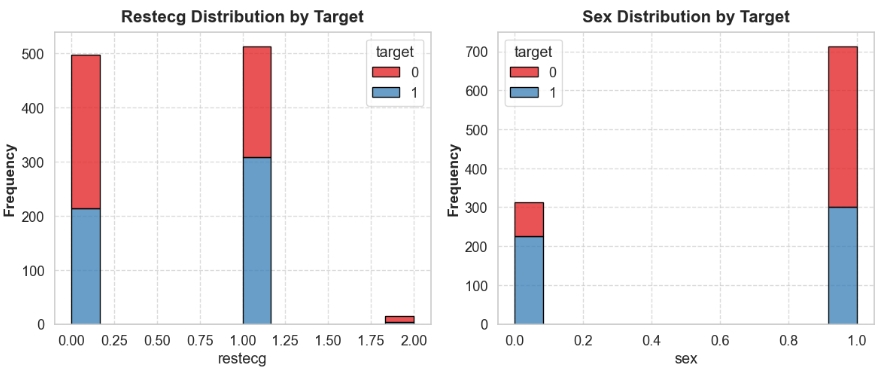 Restecg Distribution by Target
500
400
300
200
100
0
Frequency
0.00 0.25 0.50 0.75 1.00 1.25 1.50 1.75 2.00
restecg
target
0
1
Sex Distribution by Target
700
600
500
400
300
200
100
0
Frequency
0.0 0.2 0.4 0.6 0.8 1.0
sex
target
0
1